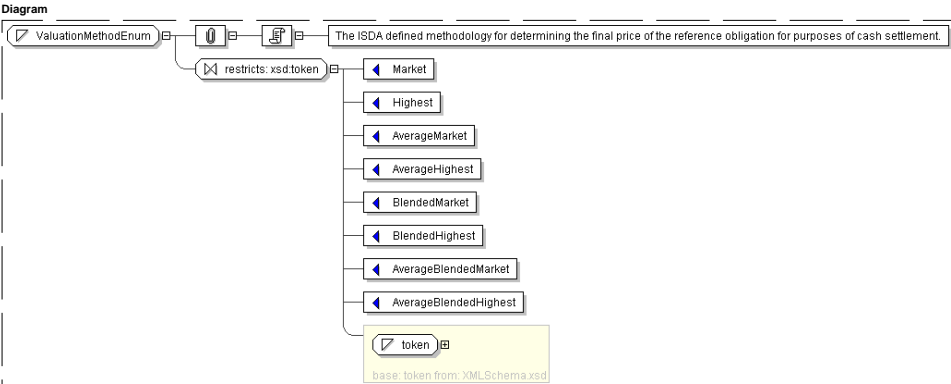 Diagram
ValuationMethodEnum
The ISDA defined methodology for determining the final price of the reference obligation for purposes of cash settlement.
restricts: xsd:token
Market
Highest
AverageMarket
AverageHighest
BlendedMarket
BlendedHighest
AverageBlendedMarket
AverageBlendedHighest
token
base: token from: XMLSchema.xsd